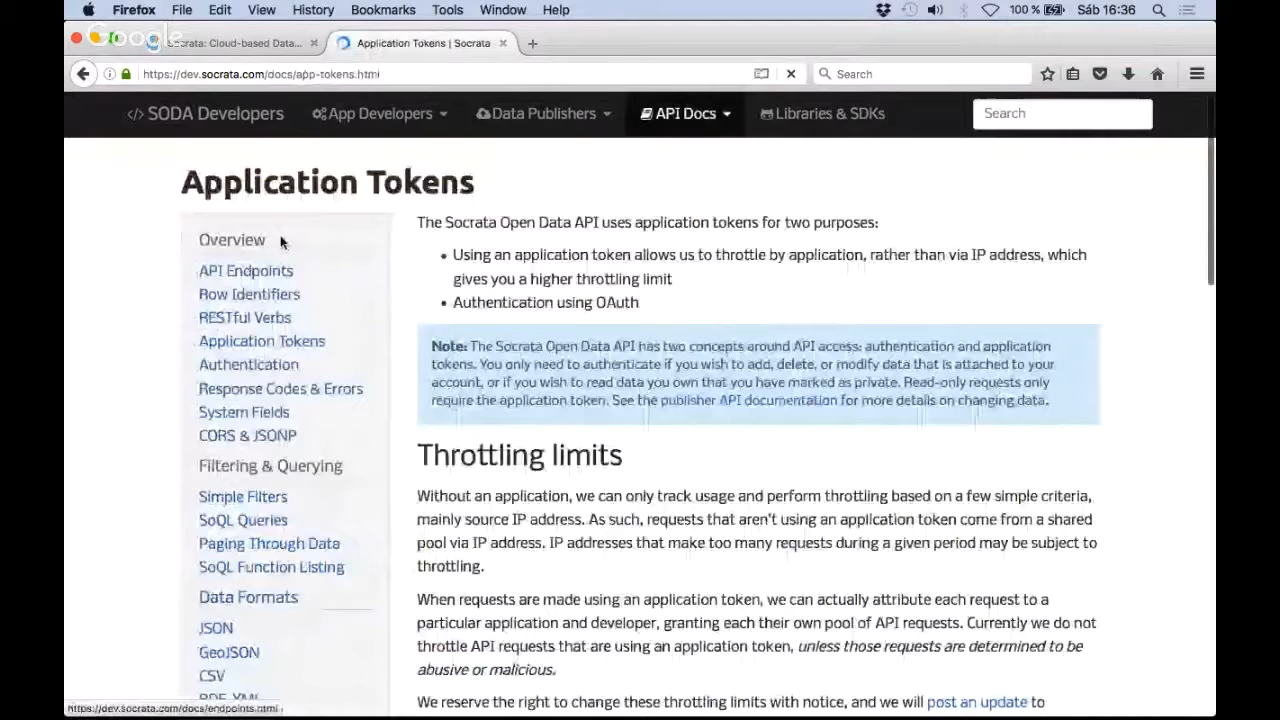 Firefox File Edit View History Bookmarks Tools Window Help 100 % Sáb 16:36
Google
Socrata: Cloud-based Data... × Application Tokens | Socrata × +
https://dev.socrata.com/docs/app-tokens.html Search
</> SODA Developers App Developers Data Publishers API Docs Libraries & SDKs Search
Application Tokens
Overview
API Endpoints
Row Identifiers
RESTful Verbs
Application Tokens
Authentication
Response Codes & Errors
System Fields
CORS & JSONP
Filtering & Querying
Simple Filters
SoQL Queries
Paging Through Data
SoQL Function Listing
Data Formats
JSON
GeoJSON
CSV
RDF-XML
The Socrata Open Data API uses application tokens for two purposes:
• Using an application token allows us to throttle by application, rather than via IP address, which
gives you a higher throttling limit
• Authentication using OAuth
Note: The Socrata Open Data API has two concepts around API access: authentication and application
tokens. You only need to authenticate if you wish to add, delete, or modify data that is attached to your
account, or if you wish to read data you own that you have marked as private. Read-only requests only
require the application token. See the publisher API documentation for more details on changing data.
Throttling limits
Without an application, we can only track usage and perform throttling based on a few simple criteria,
mainly source IP address. As such, requests that aren't using an application token come from a shared
pool via IP address. IP addresses that make too many requests during a given period may be subject to
throttling.
When requests are made using an application token, we can actually attribute each request to a
particular application and developer, granting each their own pool of API requests. Currently we do not
throttle API requests that are using an application token, unless those requests are determined to be
abusive or malicious.
We reserve the right to change these throttling limits with notice, and we will post an update to
https://dev.socrata.com/docs/endpoints.html